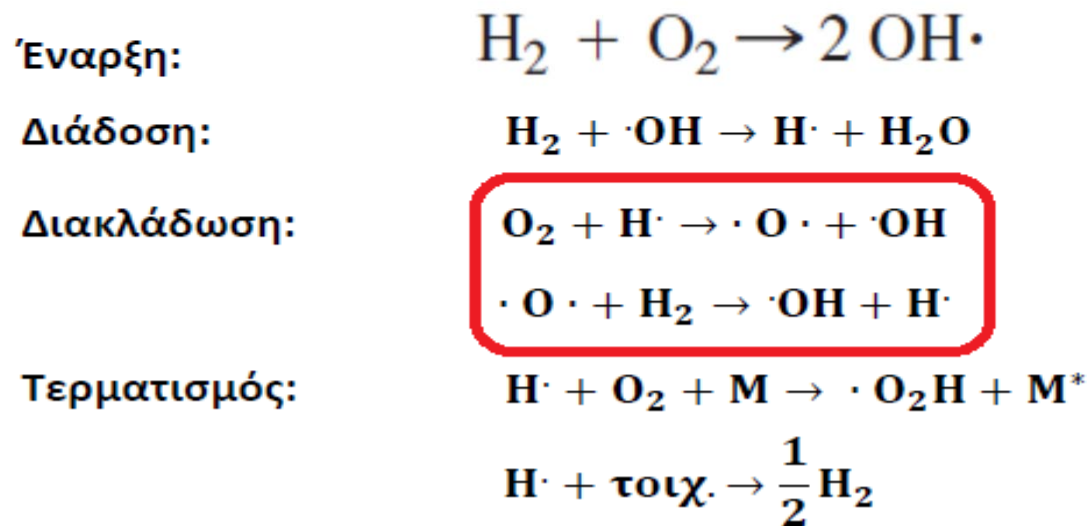 Έναρξη: H₂ + O₂ → 2 OH·
Διάδοση: H₂ + ·OH → H· + H₂O
Διακλάδωση: O₂ + H· → · O · + ·OH
· O · + H₂ → ·OH + H·
Τερματισμός: H· + O₂ + M → · O₂H + M*
H· + τοιχ. → 1/2 H₂